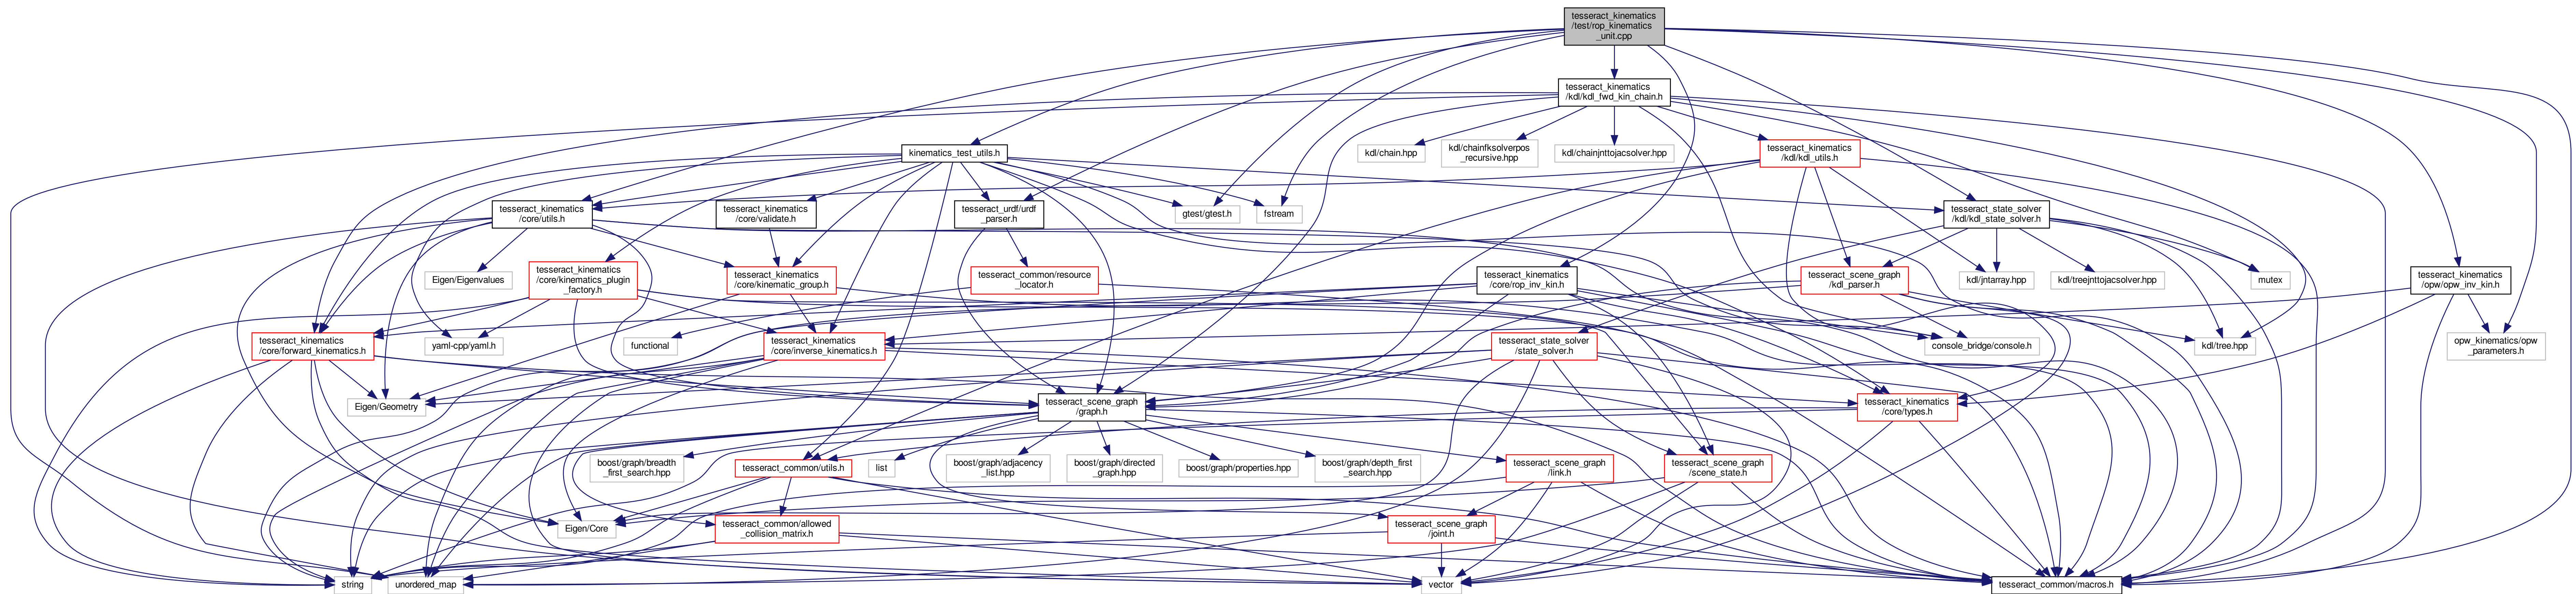 tesseract_kinematics
/test/rop_kinematics
_unit.cpp
tesseract_kinematics
/kdl/kdl_fwd_kin_chain.h
kinematics_test_utils.h
kdl/chain.hpp
kdl/chainfksolverpos
_recursive.hpp
kdl/chainjnttojacsolver.hpp
tesseract_kinematics
/kdl/kdl_utils.h
tesseract_kinematics
/core/utils.h
tesseract_kinematics
/core/validate.h
tesseract_urdf/urdf
_parser.h
gtest/gtest.h
fstream
tesseract_state_solver
/kdl/kdl_state_solver.h
Eigen/Eigenvalues
tesseract_kinematics
/core/kinematics_plugin
_factory.h
tesseract_kinematics
/core/kinematic_group.h
tesseract_common/resource
_locator.h
tesseract_kinematics
/core/rop_inv_kin.h
tesseract_scene_graph
/kdl_parser.h
kdl/jntarray.hpp
kdl/treejnttojacsolver.hpp
mutex
tesseract_kinematics
/opw/opw_inv_kin.h
tesseract_kinematics
/core/forward_kinematics.h
yaml-cpp/yaml.h
functional
tesseract_kinematics
/core/inverse_kinematics.h
tesseract_state_solver
/state_solver.h
console_bridge/console.h
kdl/tree.hpp
opw_kinematics/opw
_parameters.h
Eigen/Geometry
tesseract_scene_graph
/graph.h
tesseract_kinematics
/core/types.h
boost/graph/breadth
_first_search.hpp
tesseract_common/utils.h
list
boost/graph/adjacency
_list.hpp
boost/graph/directed
_graph.hpp
boost/graph/properties.hpp
boost/graph/depth_first
_search.hpp
tesseract_scene_graph
/link.h
tesseract_scene_graph
/scene_state.h
Eigen/Core
tesseract_common/allowed
_collision_matrix.h
tesseract_scene_graph
/joint.h
string
unordered_map
vector
tesseract_common/macros.h